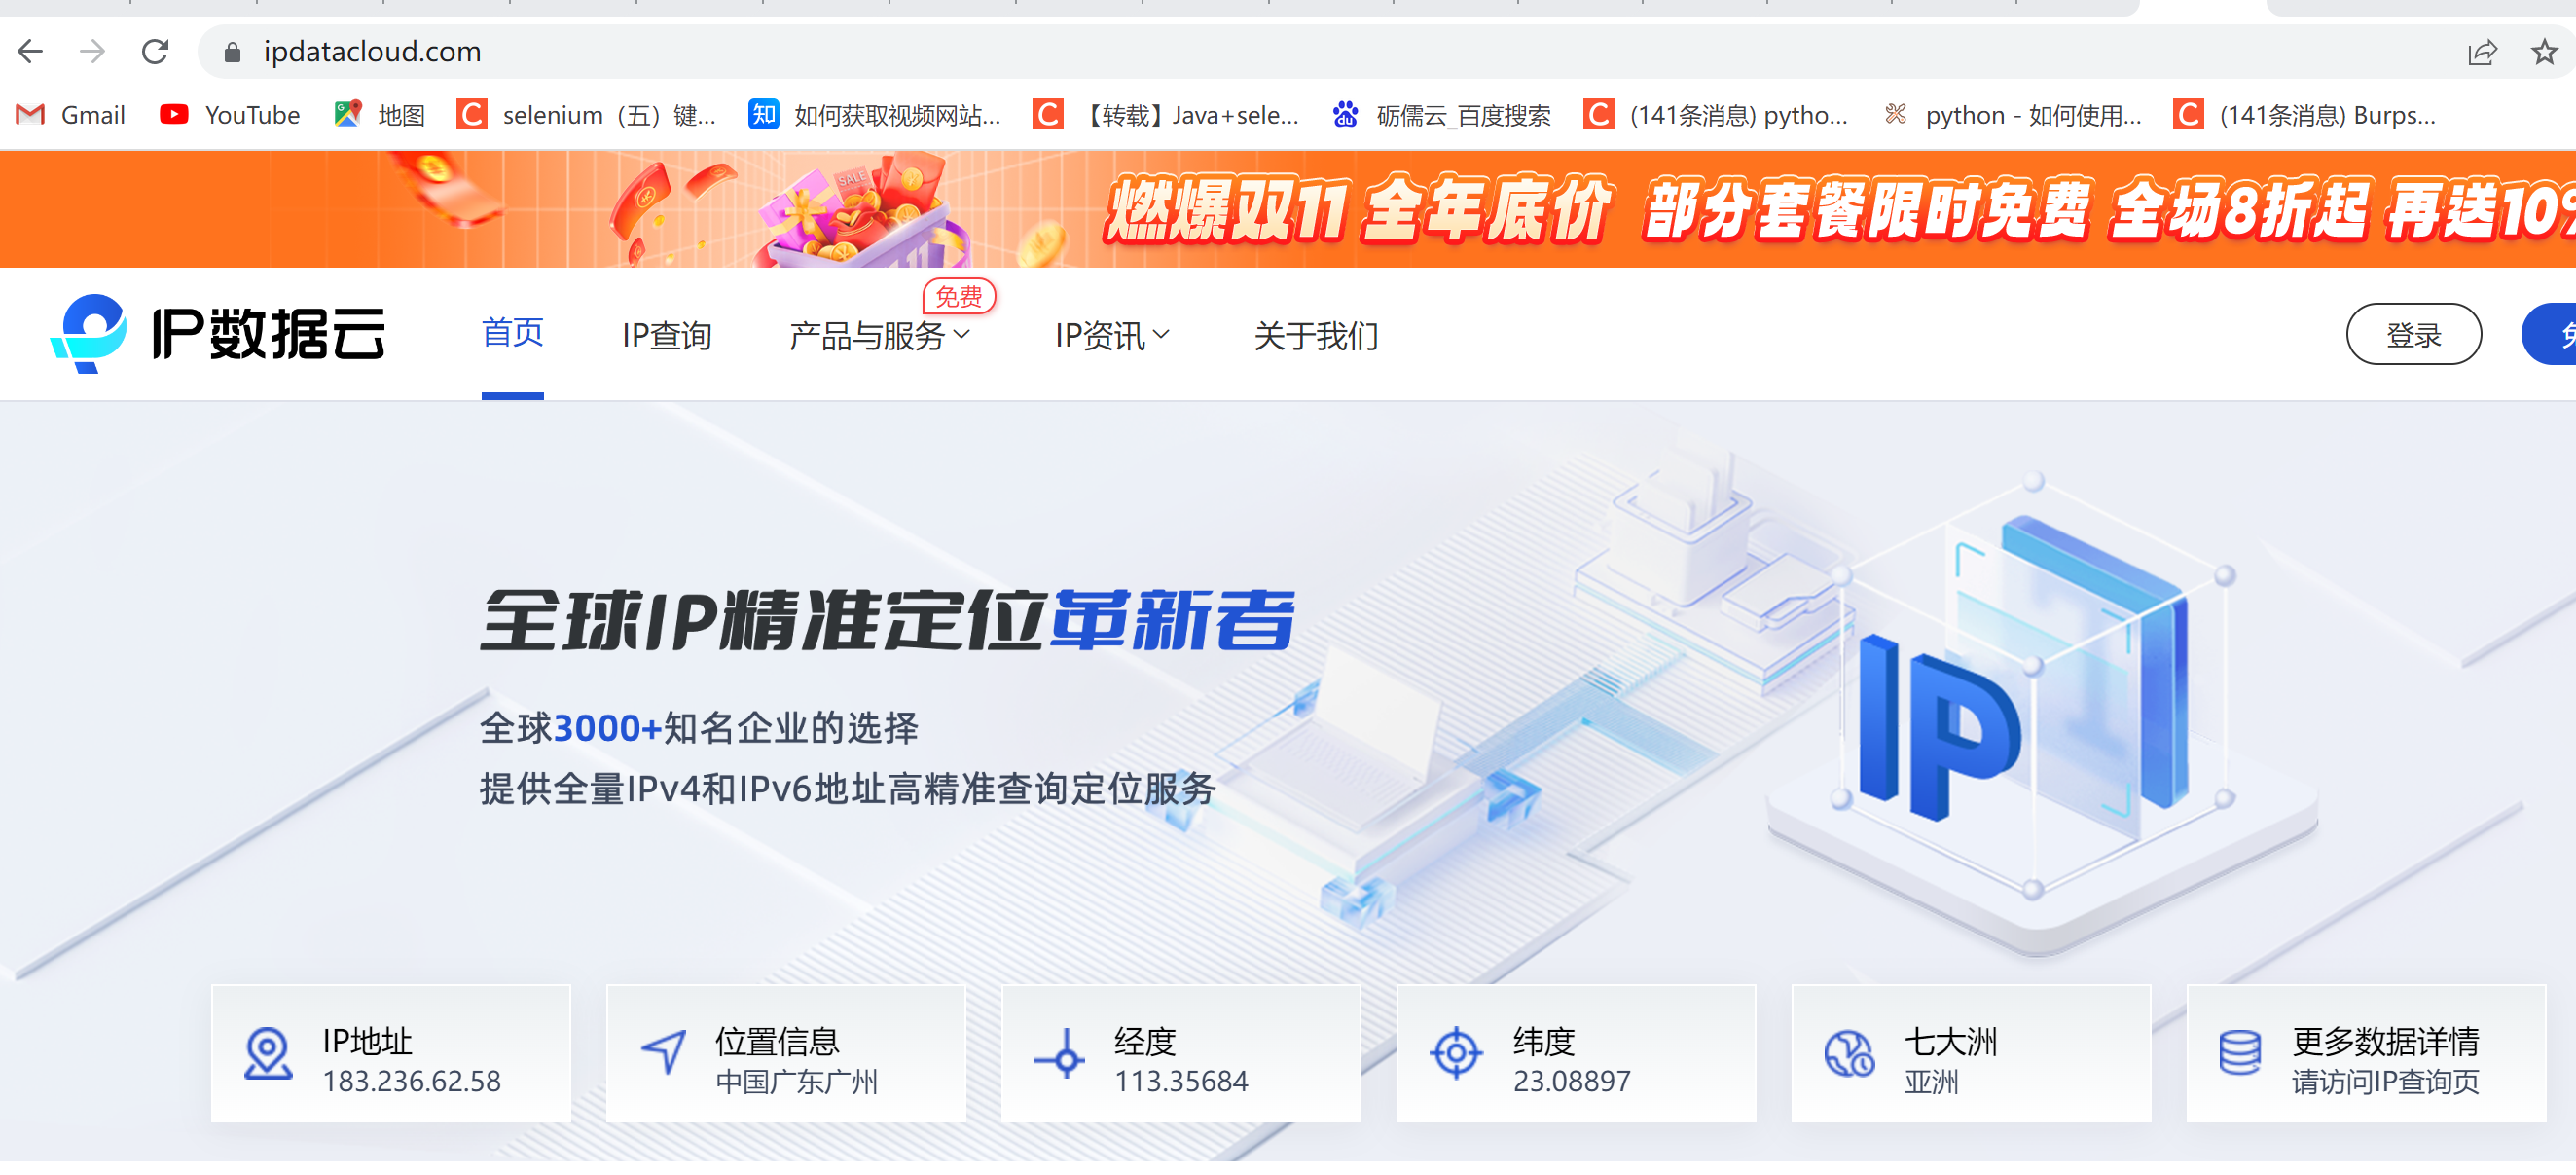 ipdatacloud.com
Gmail
YouTube
地图
selenium（五）键...
知
如何获取视频网站...
【转载】Java+sele...
砺儒云_百度搜索
(141条消息) pytho...
python - 如何使用...
(141条消息) Burps...
SALE
燃爆双11 全年底价 部分套餐限时免费 全场8折起 再送10%
IP数据云
首页
IP查询
产品与服务
免费
IP资讯
关于我们
登录
免
全球IP精准定位革新者
全球3000+知名企业的选择
提供全量IPv4和IPv6地址高精准查询定位服务
IP
IP地址
183.236.62.58
位置信息
中国广东广州
经度
113.35684
纬度
23.08897
七大洲
亚洲
更多数据详情
请访问IP查询页